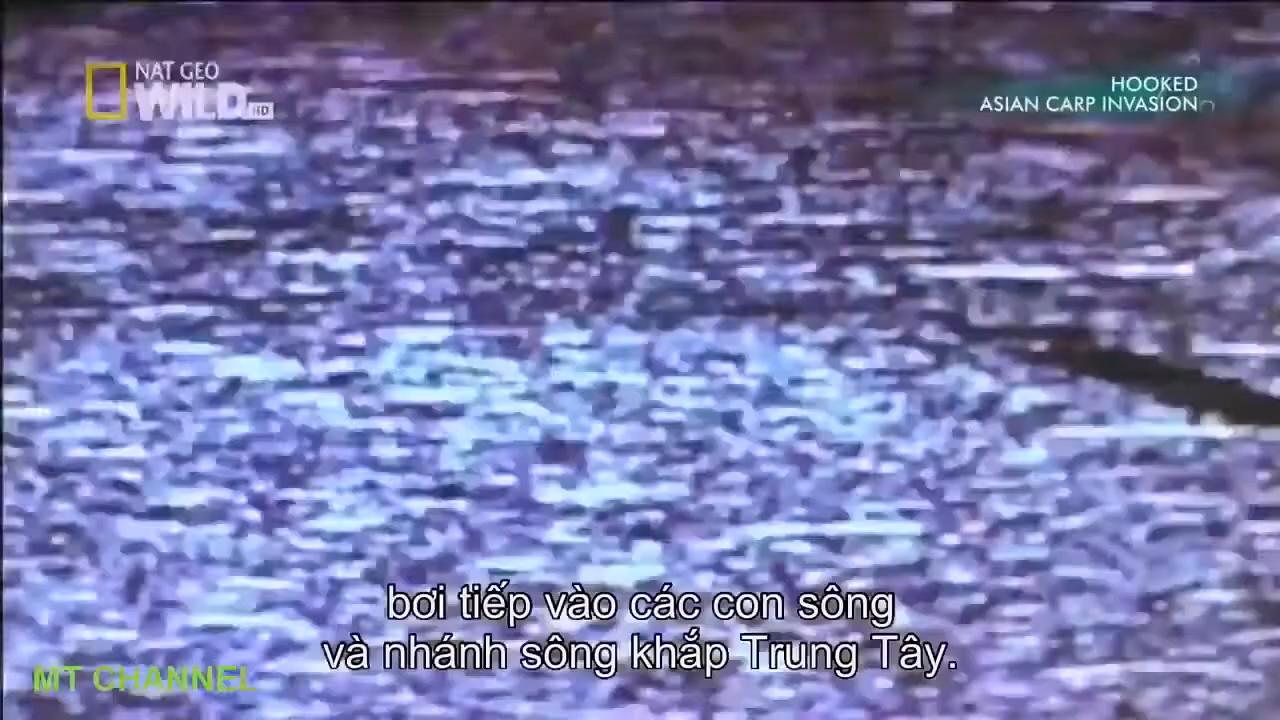 NAT GEO
WILD HD
HOOKED
ASIAN CARP INVASION
bơi tiếp vào các con sông
và nhánh sông khắp Trung Tây.
MT CHANNEL